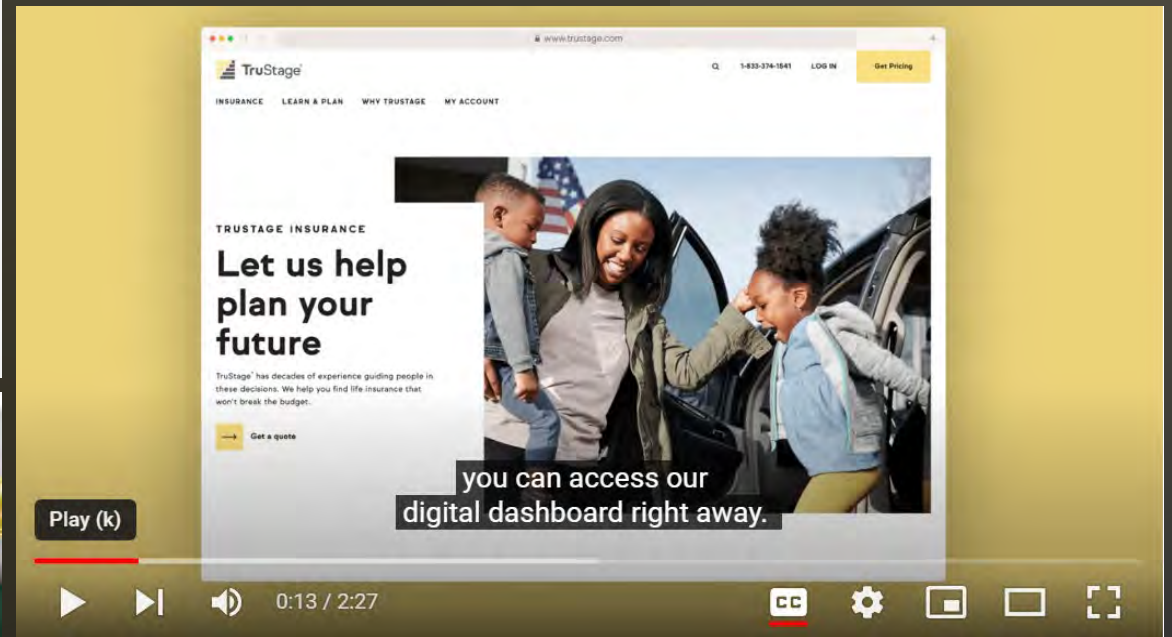 www.trustage.com
TruStage
1-833-374-1841 LOG IN Get Pricing
INSURANCE LEARN & PLAN WHY TRUSTAGE MY ACCOUNT
TRUSTAGE INSURANCE
Let us help
plan your
future
TruStage® has decades of experience guiding people in
these decisions. We help you find life insurance that
won't break the budget.
Get a quote
you can access our
digital dashboard right away.
Play (k)
0:13 / 2:27
CC